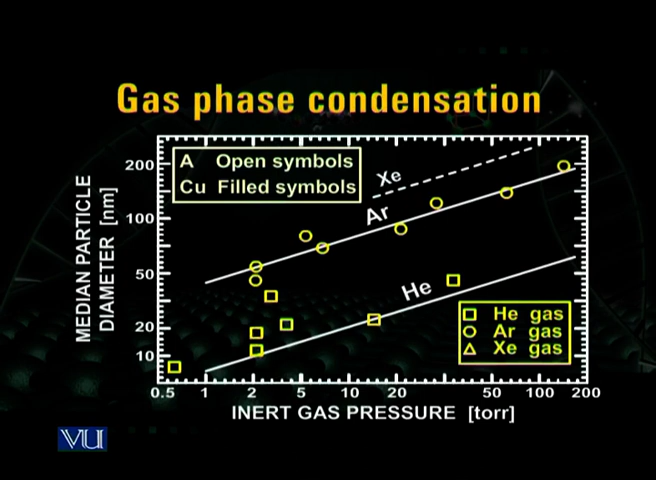 Gas phase condensation
A Open symbols
Cu Filled symbols
Xe
Ar
He
MEDIAN PARTICLE
DIAMETER [nm]
200
100
50
20
10
He gas
Ar gas
Xe gas
0.5 1 2 5 10 20 50 100 200
INERT GAS PRESSURE [torr]
VU